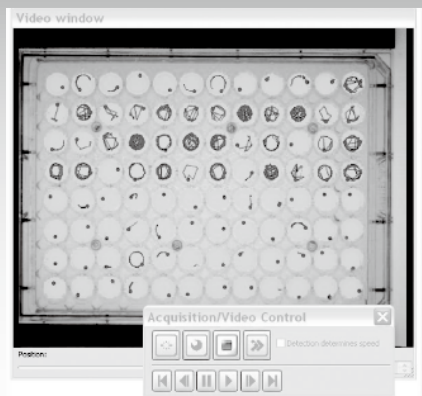 Video window
Position:
Acquisition/Video Control
Detection determines speed